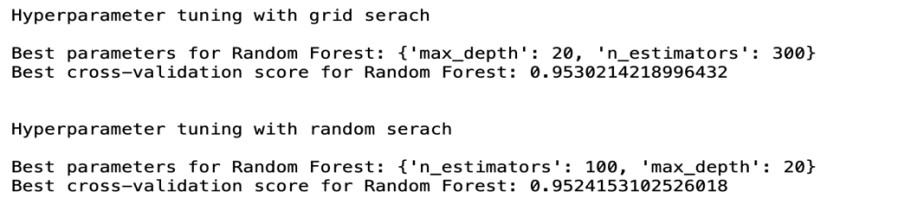 Hyperparameter tuning with grid serach
Best parameters for Random Forest: {'max_depth': 20, 'n_estimators': 300}
Best cross-validation score for Random Forest: 0.9530214218996432
Hyperparameter tuning with random serach
Best parameters for Random Forest: {'n_estimators': 100, 'max_depth': 20}
Best cross-validation score for Random Forest: 0.9524153102526018